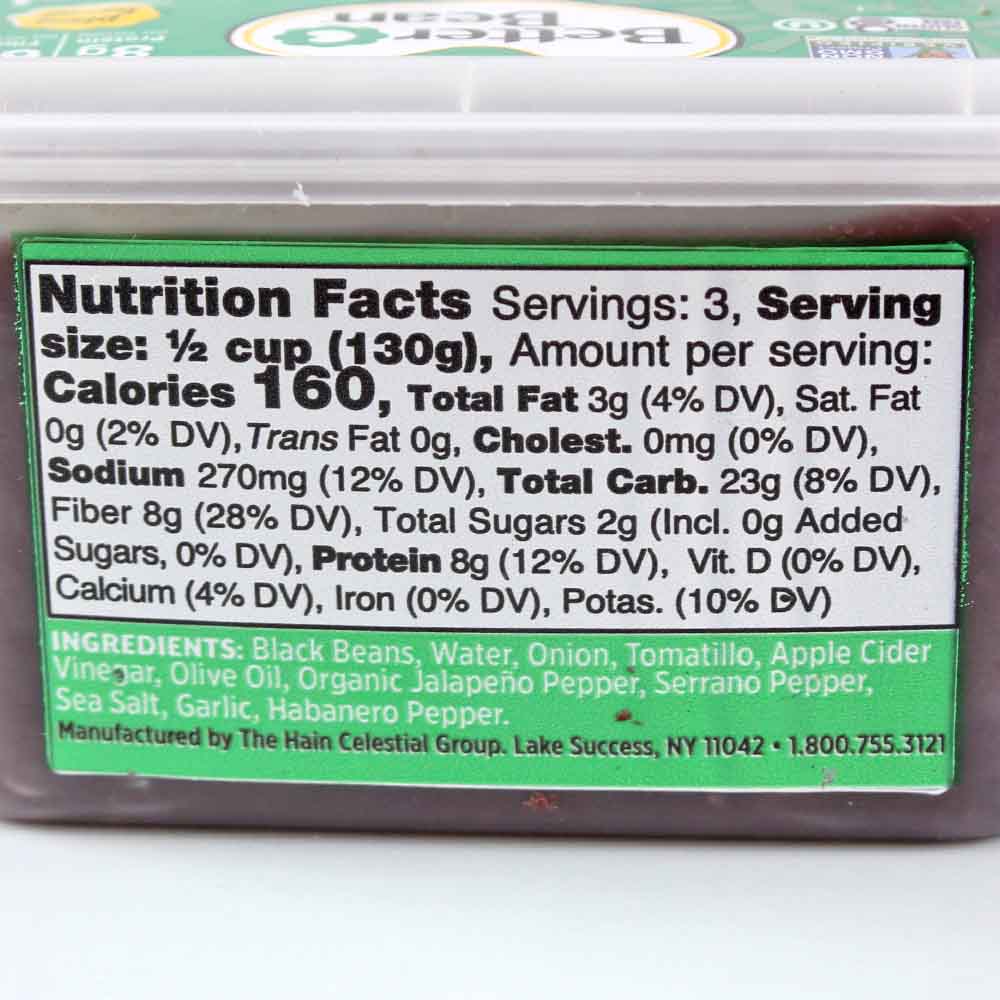 Better
Bean
8g
Protein
Nutrition Facts Servings: 3, Serving
size: ½ cup (130g), Amount per serving:
Calories 160, Total Fat 3g (4% DV), Sat. Fat
0g (2% DV), Trans Fat 0g, Cholest. 0mg (0% DV),
Sodium 270mg (12% DV), Total Carb. 23g (8% DV),
Fiber 8g (28% DV), Total Sugars 2g (Incl. 0g Added
Sugars, 0% DV), Protein 8g (12% DV), Vit. D (0% DV),
Calcium (4% DV), Iron (0% DV), Potas. (10% DV)
INGREDIENTS: Black Beans, Water, Onion, Tomatillo, Apple Cider
Vinegar, Olive Oil, Organic Jalapeño Pepper, Serrano Pepper,
Sea Salt, Garlic, Habanero Pepper.
Manufactured by The Hain Celestial Group. Lake Success, NY 11042 • 1.800.755.3121